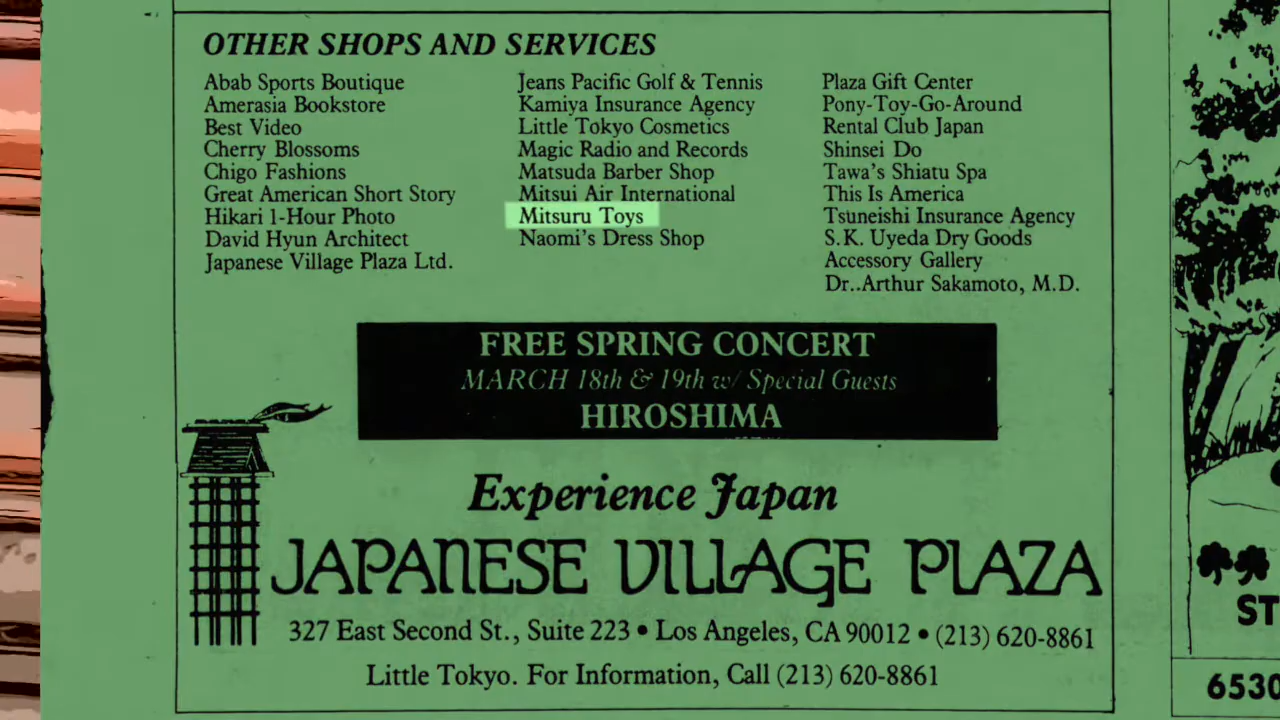 OTHER SHOPS AND SERVICES
Abab Sports Boutique
Amerasia Bookstore
Best Video
Cherry Blossoms
Chigo Fashions
Great American Short Story
Hikari 1-Hour Photo
David Hyun Architect
Japanese Village Plaza Ltd.
Jeans Pacific Golf & Tennis
Kamiya Insurance Agency
Little Tokyo Cosmetics
Magic Radio and Records
Matsuda Barber Shop
Mitsui Air International
Mitsuru Toys
Naomi's Dress Shop
Plaza Gift Center
Pony-Toy-Go-Around
Rental Club Japan
Shinsei Do
Tawa's Shiatu Spa
This Is America
Tsuneishi Insurance Agency
S.K. Uyeda Dry Goods
Accessory Gallery
Dr..Arthur Sakamoto, M.D.
FREE SPRING CONCERT
MARCH 18th & 19th w/ Special Guests
HIROSHIMA
Experience Japan
JAPANESE VILLAGE PLAZA
327 East Second St., Suite 223 • Los Angeles, CA 90012 • (213) 620-8861
Little Tokyo. For Information, Call (213) 620-8861
ST
6530